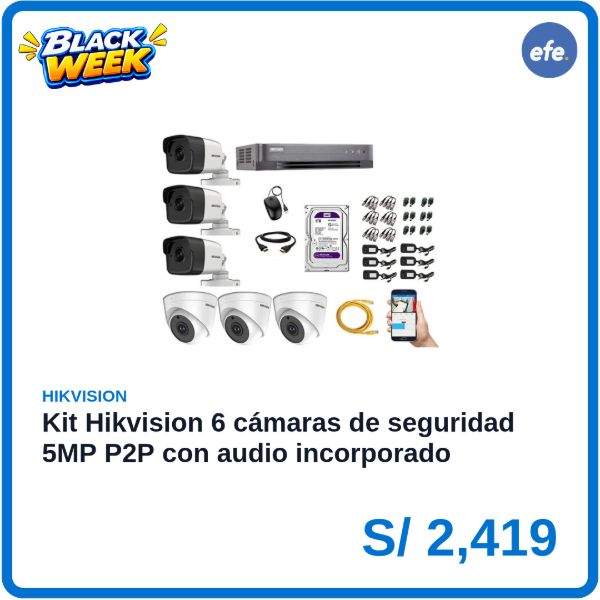 BLACK
WEEK
efe.
HIKVISION
Kit Hikvision 6 cámaras de seguridad
5MP P2P con audio incorporado
S/ 2,419